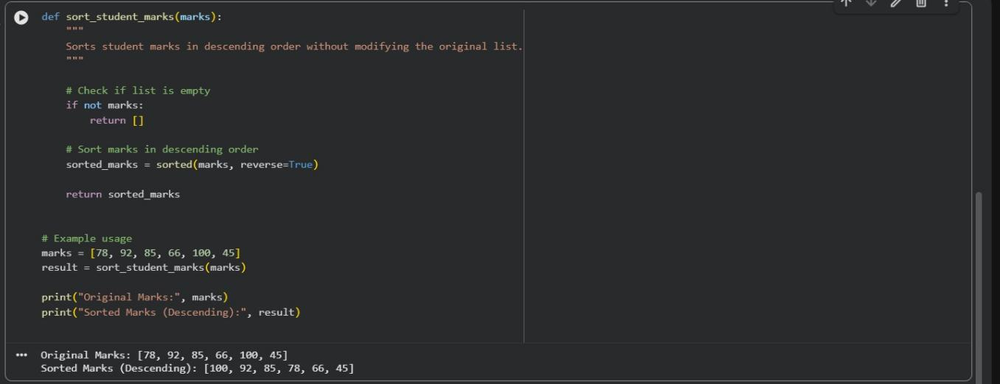 def sort_student_marks(marks):
    """
    Sorts student marks in descending order without modifying the original list.
    """
    # Check if list is empty
    if not marks:
        return []
    # Sort marks in descending order
    sorted_marks = sorted(marks, reverse=True)
    return sorted_marks
# Example usage
marks = [78, 92, 85, 66, 100, 45]
result = sort_student_marks(marks)
print("Original Marks:", marks)
print("Sorted Marks (Descending):", result)
Original Marks: [78, 92, 85, 66, 100, 45]
Sorted Marks (Descending): [100, 92, 85, 78, 66, 45]